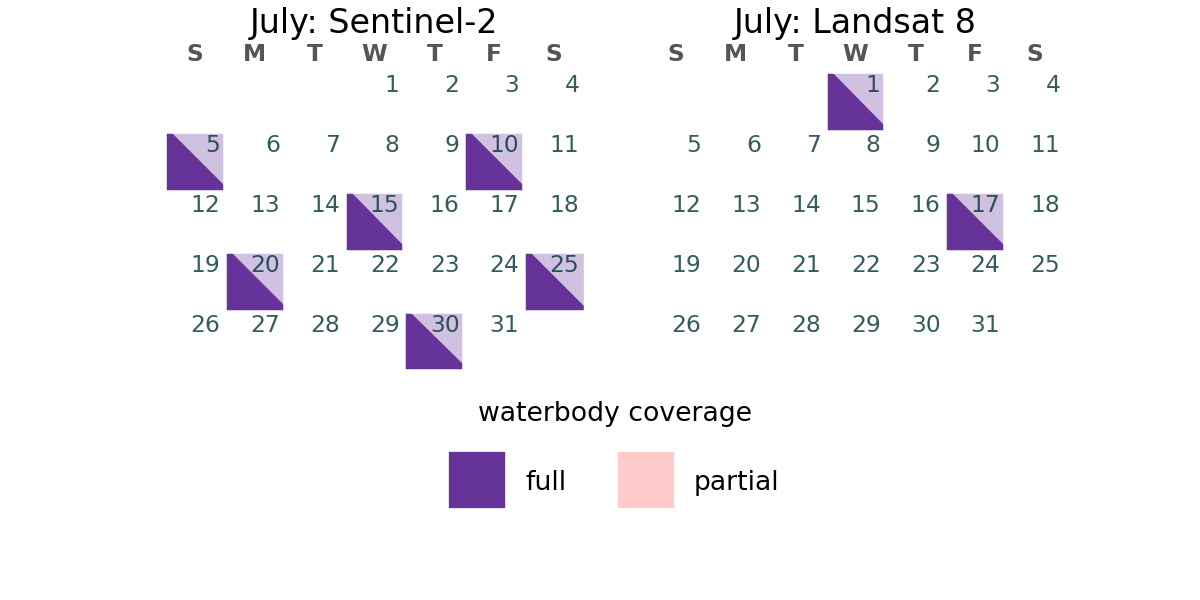 July: Sentinel-2
S M T W T F S
1 2 3 4
5 6 7 8 9 10 11
12 13 14 15 16 17 18
19 20 21 22 23 24 25
26 27 28 29 30 31
July: Landsat 8
S M T W T F S
1 2 3 4
5 6 7 8 9 10 11
12 13 14 15 16 17 18
19 20 21 22 23 24 25
26 27 28 29 30 31
waterbody coverage
full partial